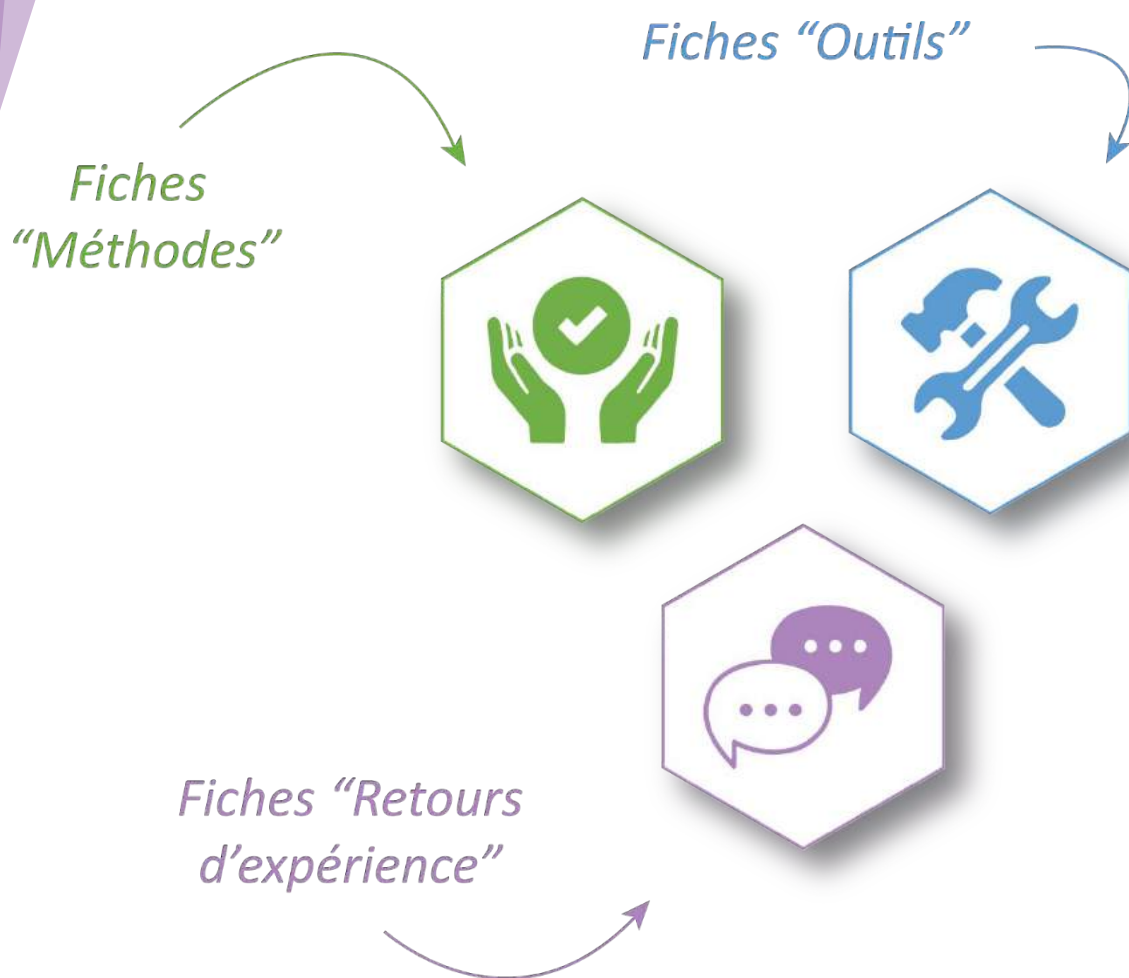 Fiches “Outils”
Fiches
“Méthodes”
Fiches “Retours
d’expérience”